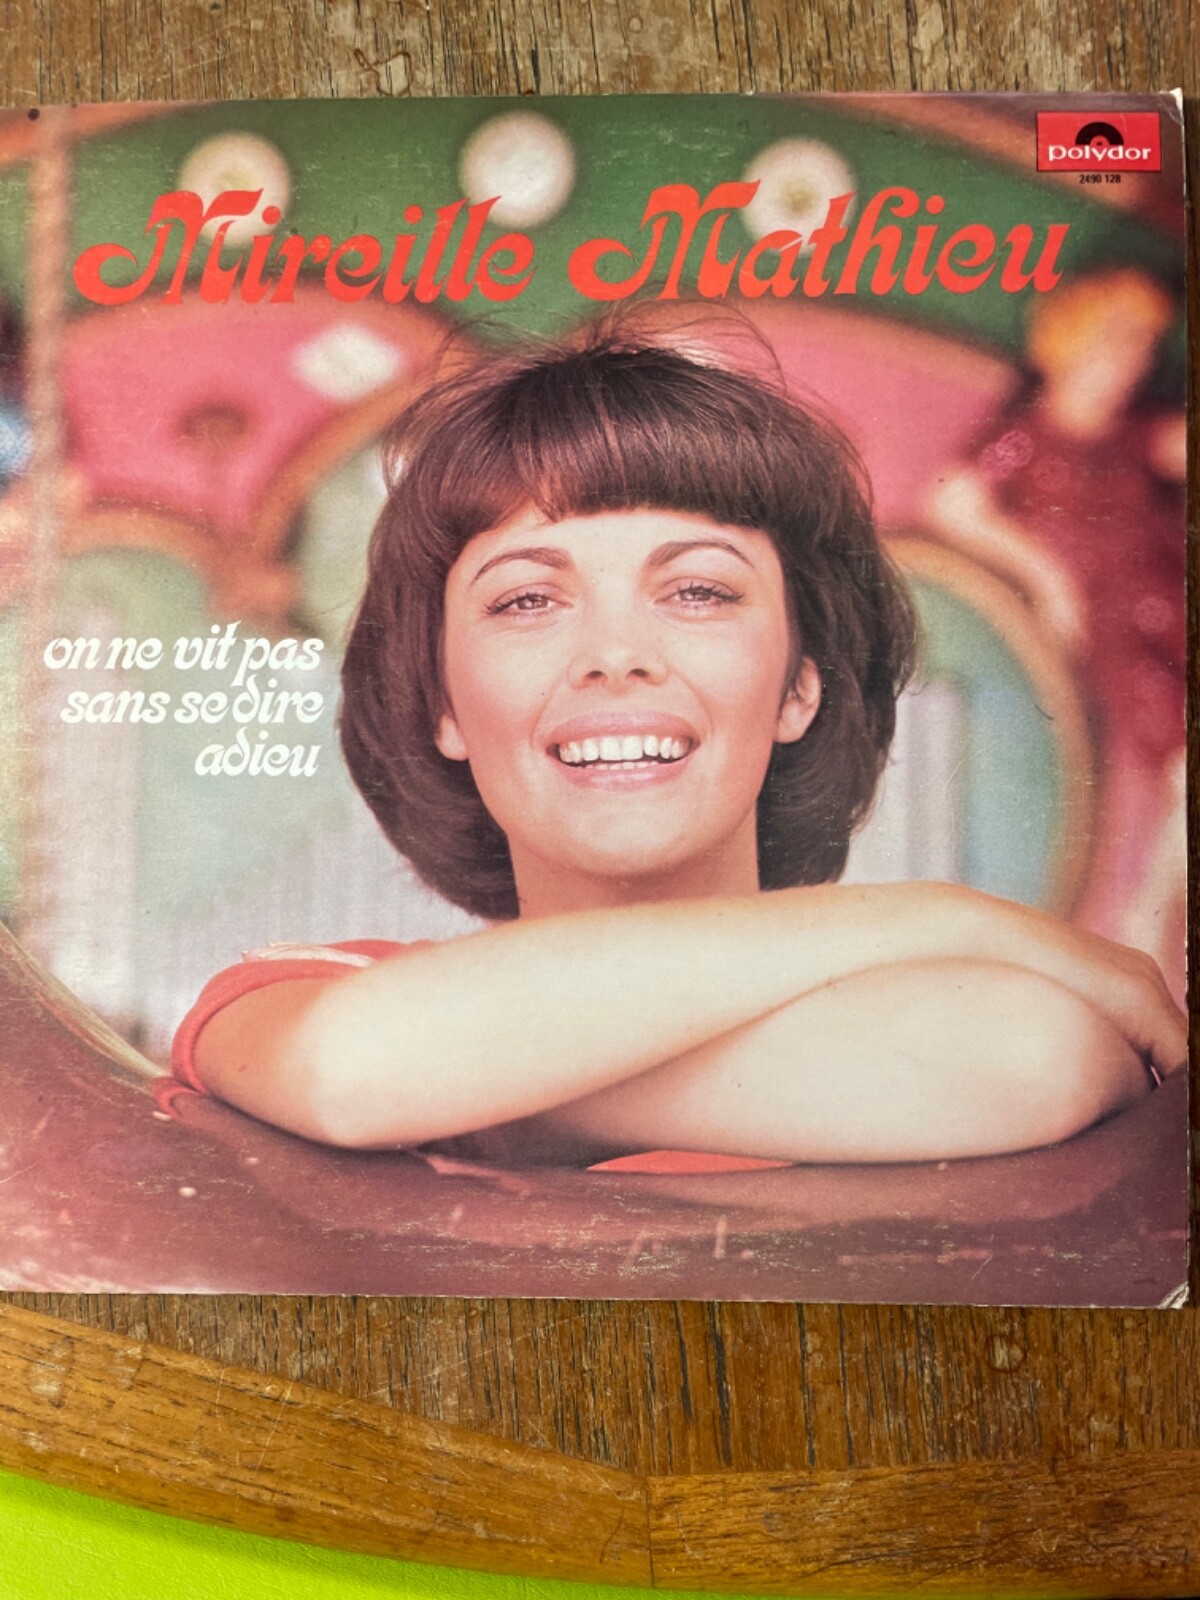 polydor
2490 128
Mireille Mathieu
on ne vit pas
sans se dire
adieu